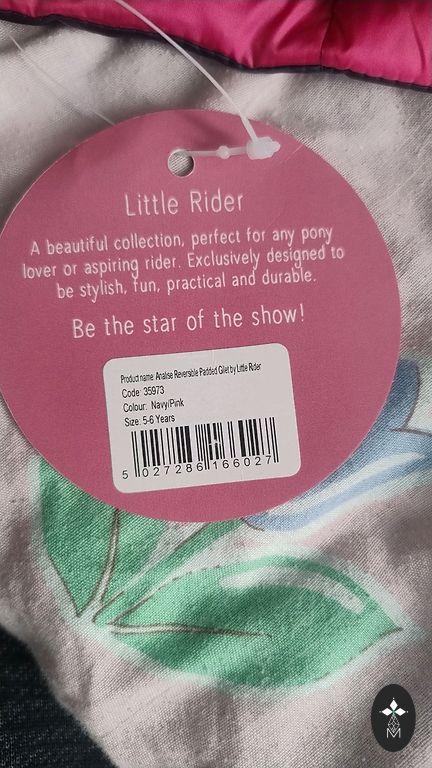 Little Rider
A beautiful collection, perfect for any pony
lover or aspiring rider. Exclusively designed to
be stylish, fun, practical and durable.
Be the star of the show!
Product name: Analise Reversible Padded Gilet by Little Rider
Code: 35973
Colour: Navy/Pink
Size: 5-6 Years
5 027286 166027
M